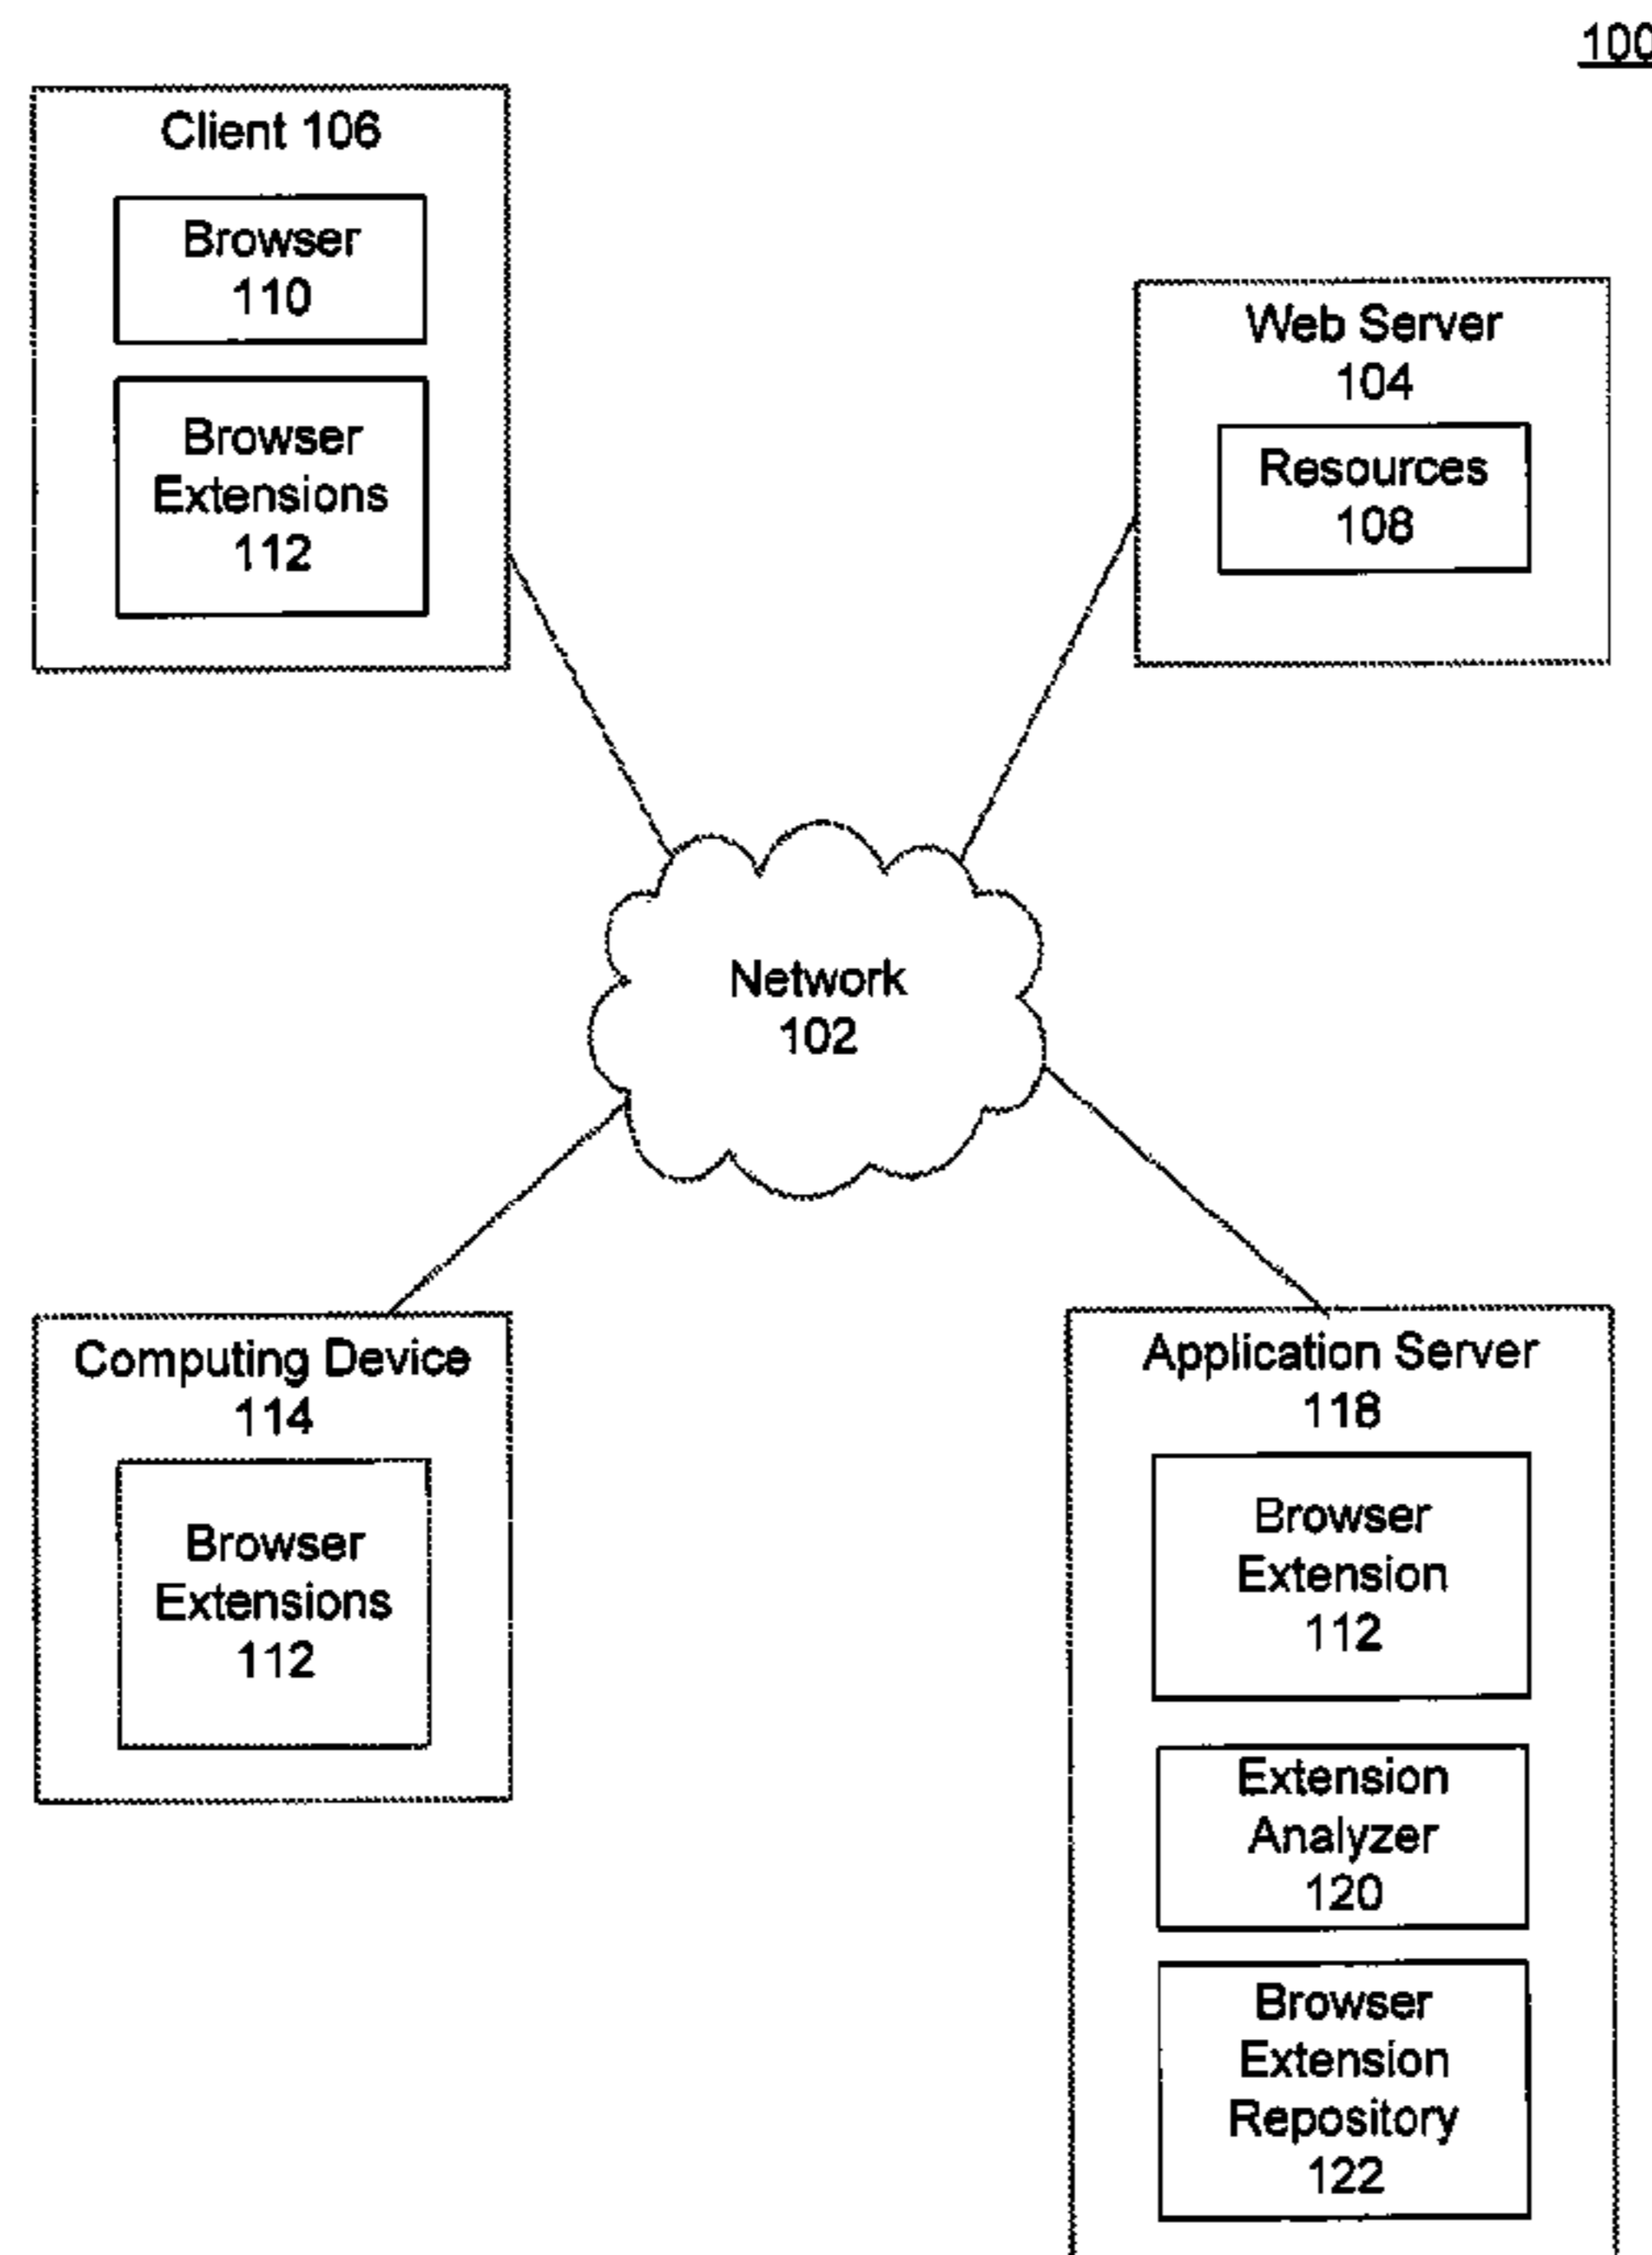 100
Client 106
Browser
110
Browser
Extensions
112
Web Server
104
Resources
108
Network
102
Computing Device
114
Browser
Extensions
112
Application Server
118
Browser
Extension
112
Extension
Analyzer
120
Browser
Extension
Repository
122